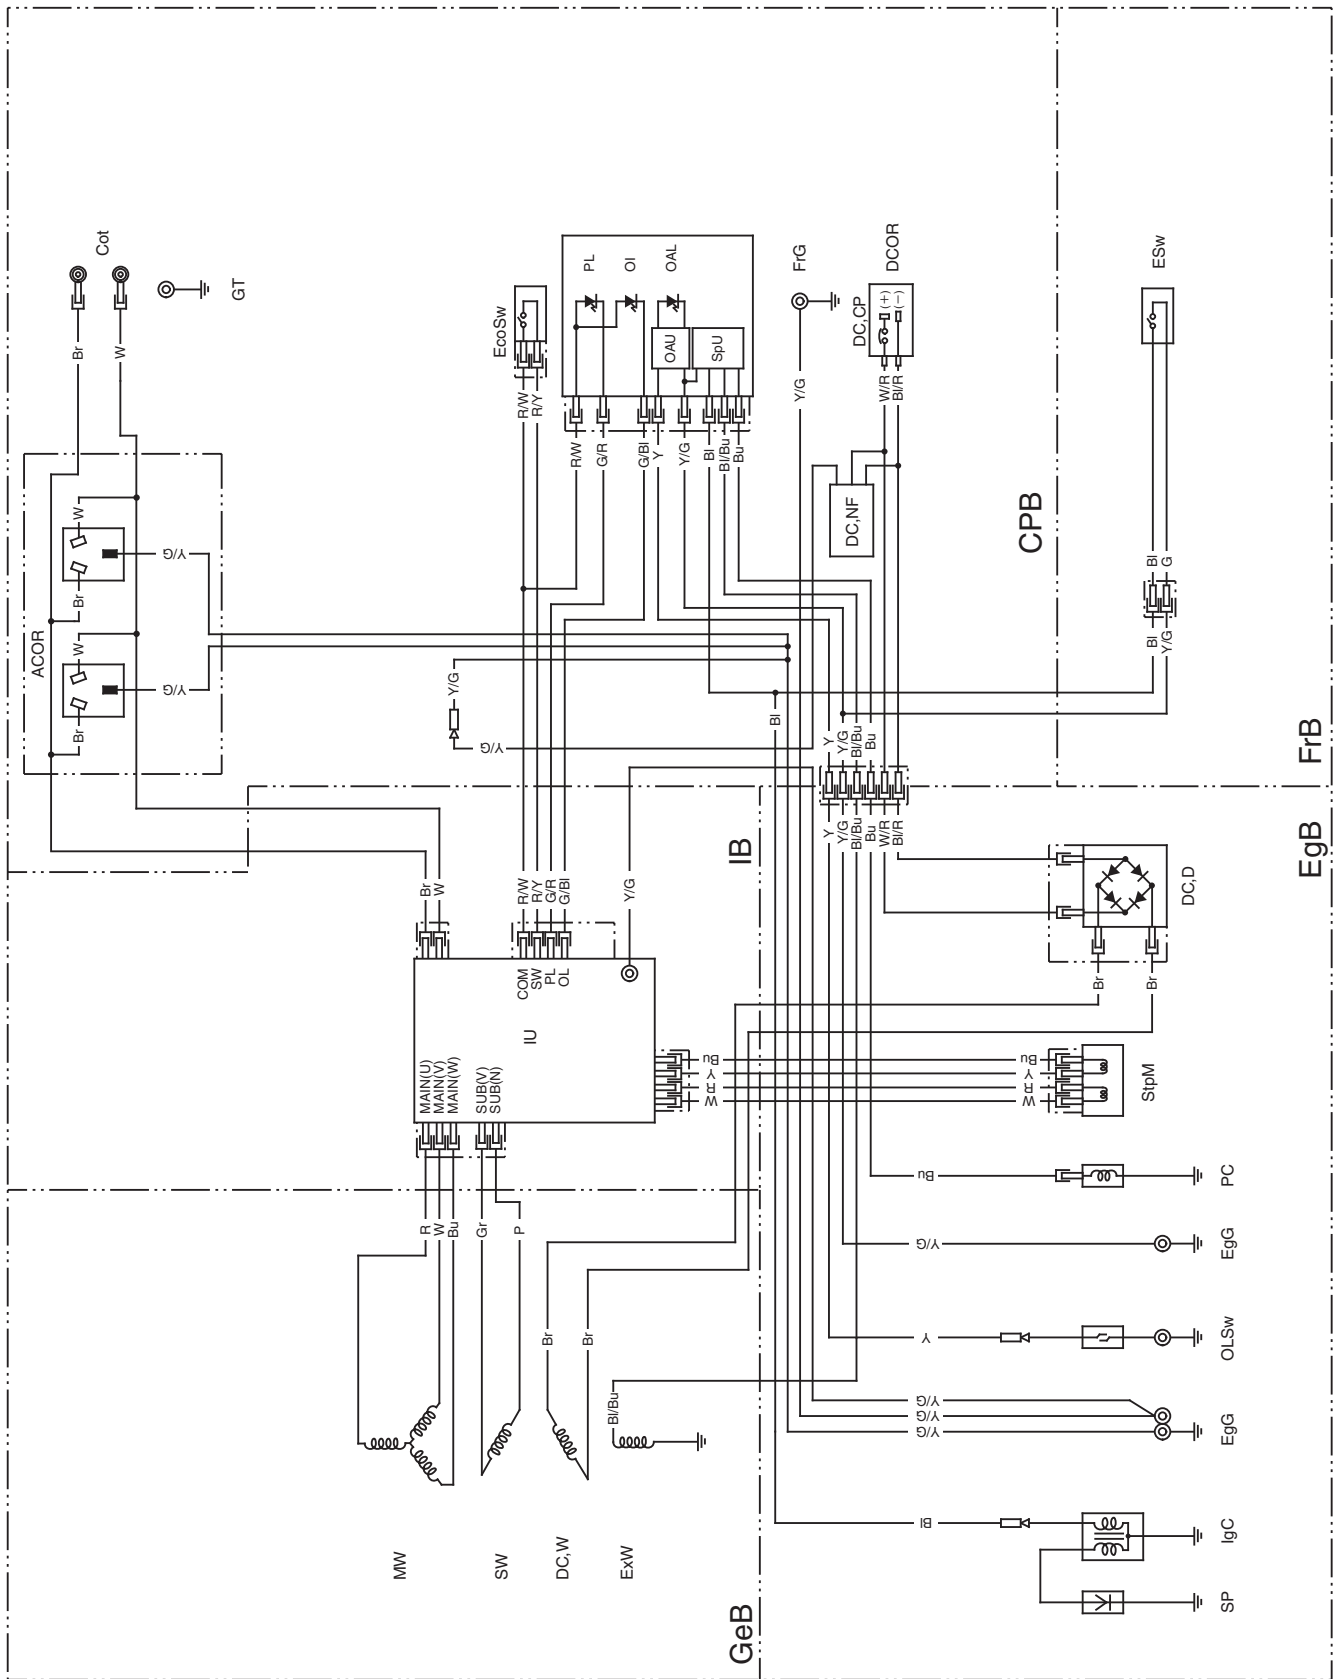 Cot
GT
Br
W
ACOR
W
Br
Y/G
W
Br
Y/G
EcoSw
R/W
R/Y
PL
OI
OAL
OAU
SpU
R/W
G/R
G/Bl
Y
Y/G
Bl
Bl/Bu
Bu
FrG
Y/G
DCOR
DC,CP
(+)
(−)
W/R
Bl/R
DC,NF
CPB
ESw
Bl
G
Bl
Y/G
FrB
Y/G
Y/G
Bl
Y
Y/G
Bl/Bu
Bu
Y
Y/G
Bl/Bu
Bu
W/R
Bl/R
IB
EgB
Br
W
R/W
R/Y
G/R
G/Bl
Y/G
COM
SW
PL
OL
IU
MAIN(U)
MAIN(V)
MAIN(W)
SUB(V)
SUB(N)
DC,D
Br
Br
Bu
Y
R
W
Bu
Y
R
W
StpM
R
W
Bu
Gr
P
Bu
PC
Y/G
EgG
Br
Br
Y
OLSw
Bl/Bu
Y/G
Y/G
Y/G
EgG
Bl
IgC
SP
MW
SW
DC,W
ExW
GeB